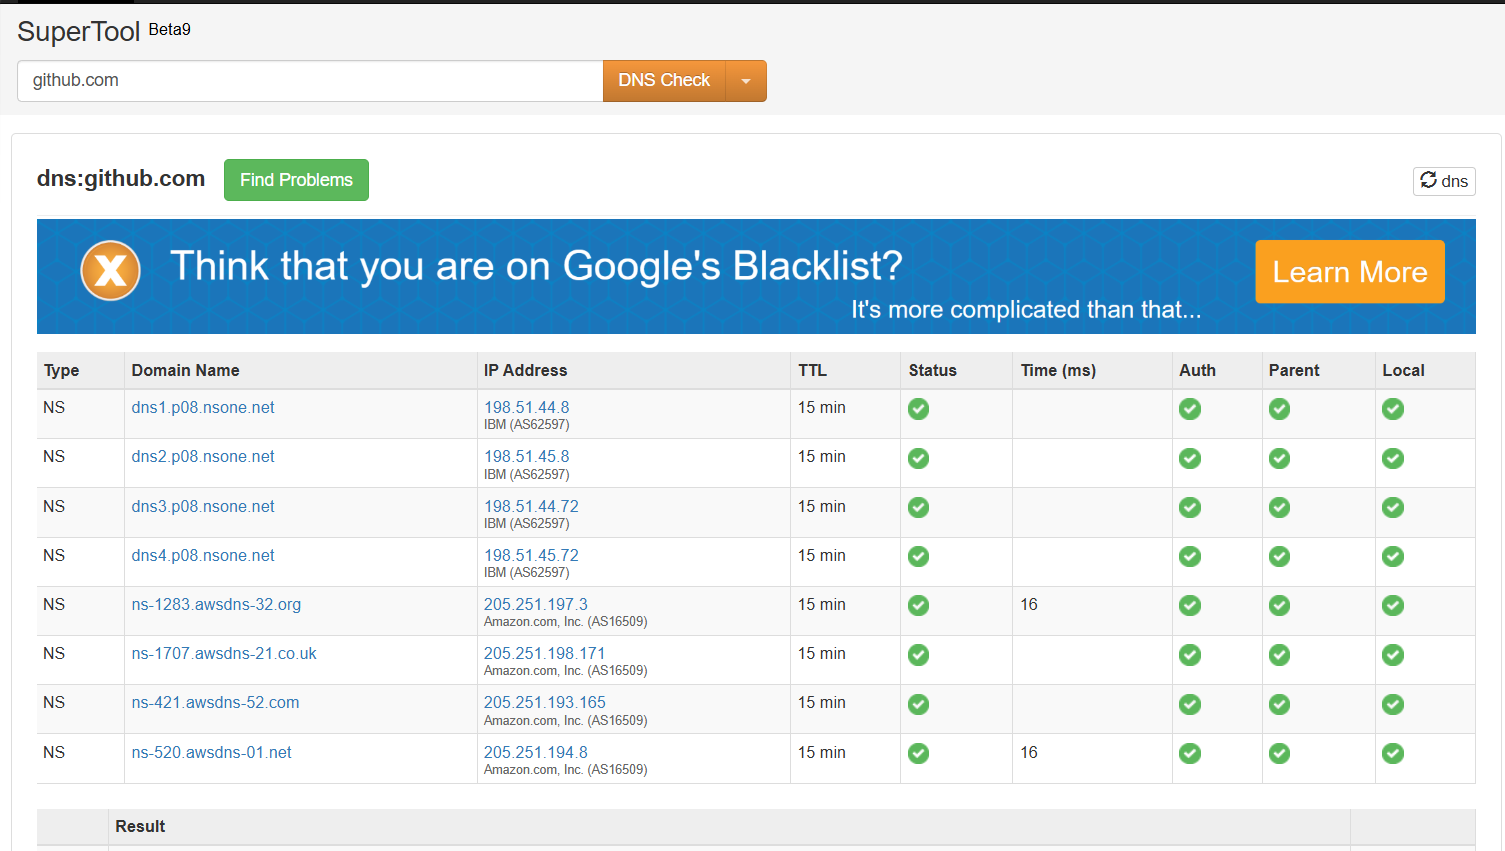 SuperTool Beta9
github.com DNS Check
dns:github.com Find Problems dns
X Think that you are on Google's Blacklist? Learn More
It's more complicated than that...
Type Domain Name IP Address TTL Status Time (ms) Auth Parent Local
NS dns1.p08.nsone.net 198.51.44.8 15 min
IBM (AS62597)
NS dns2.p08.nsone.net 198.51.45.8 15 min
IBM (AS62597)
NS dns3.p08.nsone.net 198.51.44.72 15 min
IBM (AS62597)
NS dns4.p08.nsone.net 198.51.45.72 15 min
IBM (AS62597)
NS ns-1283.awsdns-32.org 205.251.197.3 15 min 16
Amazon.com, Inc. (AS16509)
NS ns-1707.awsdns-21.co.uk 205.251.198.171 15 min
Amazon.com, Inc. (AS16509)
NS ns-421.awsdns-52.com 205.251.193.165 15 min
Amazon.com, Inc. (AS16509)
NS ns-520.awsdns-01.net 205.251.194.8 15 min 16
Amazon.com, Inc. (AS16509)
Result